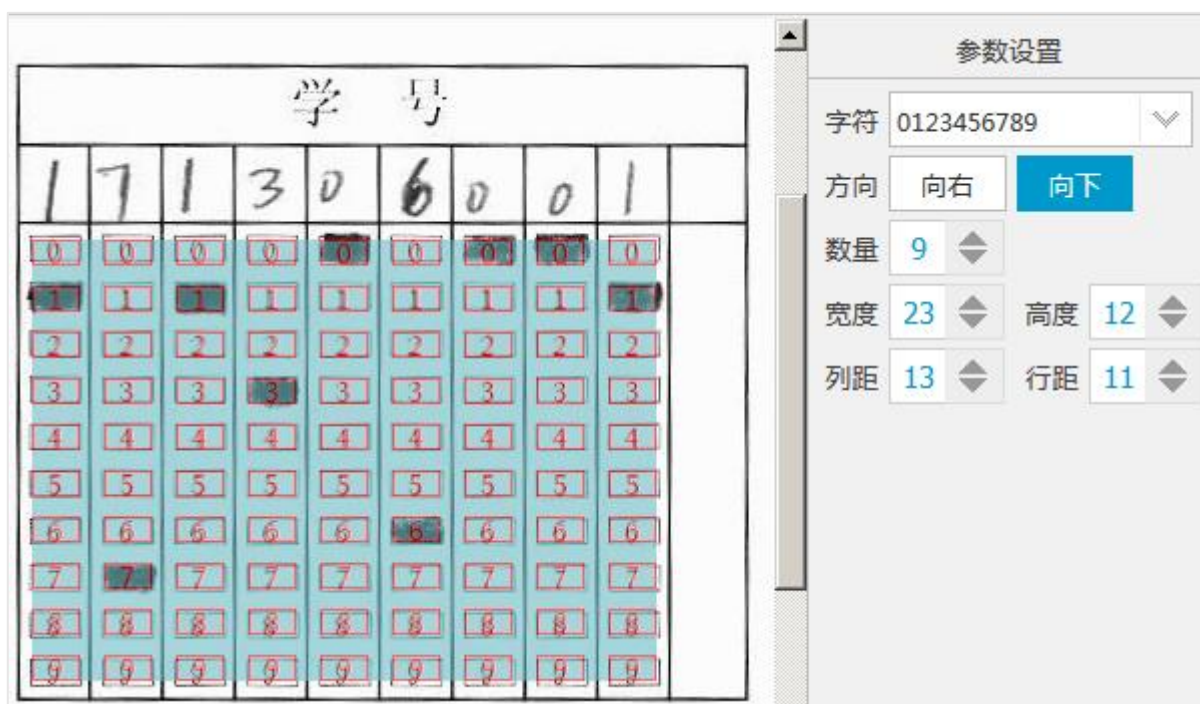 学 号
1 7 1 3 0 6 0 0 1
0 0 0 0 0 0 0 0 0
1 1 1 1 1 1 1 1 1
2 2 2 2 2 2 2 2 2
3 3 3 3 3 3 3 3 3
4 4 4 4 4 4 4 4 4
5 5 5 5 5 5 5 5 5
6 6 6 6 6 6 6 6 6
7 7 7 7 7 7 7 7 7
8 8 8 8 8 8 8 8 8
9 9 9 9 9 9 9 9 9
参数设置
字符 0123456789
方向 向右 向下
数量 9
宽度 23 高度 12
列距 13 行距 11